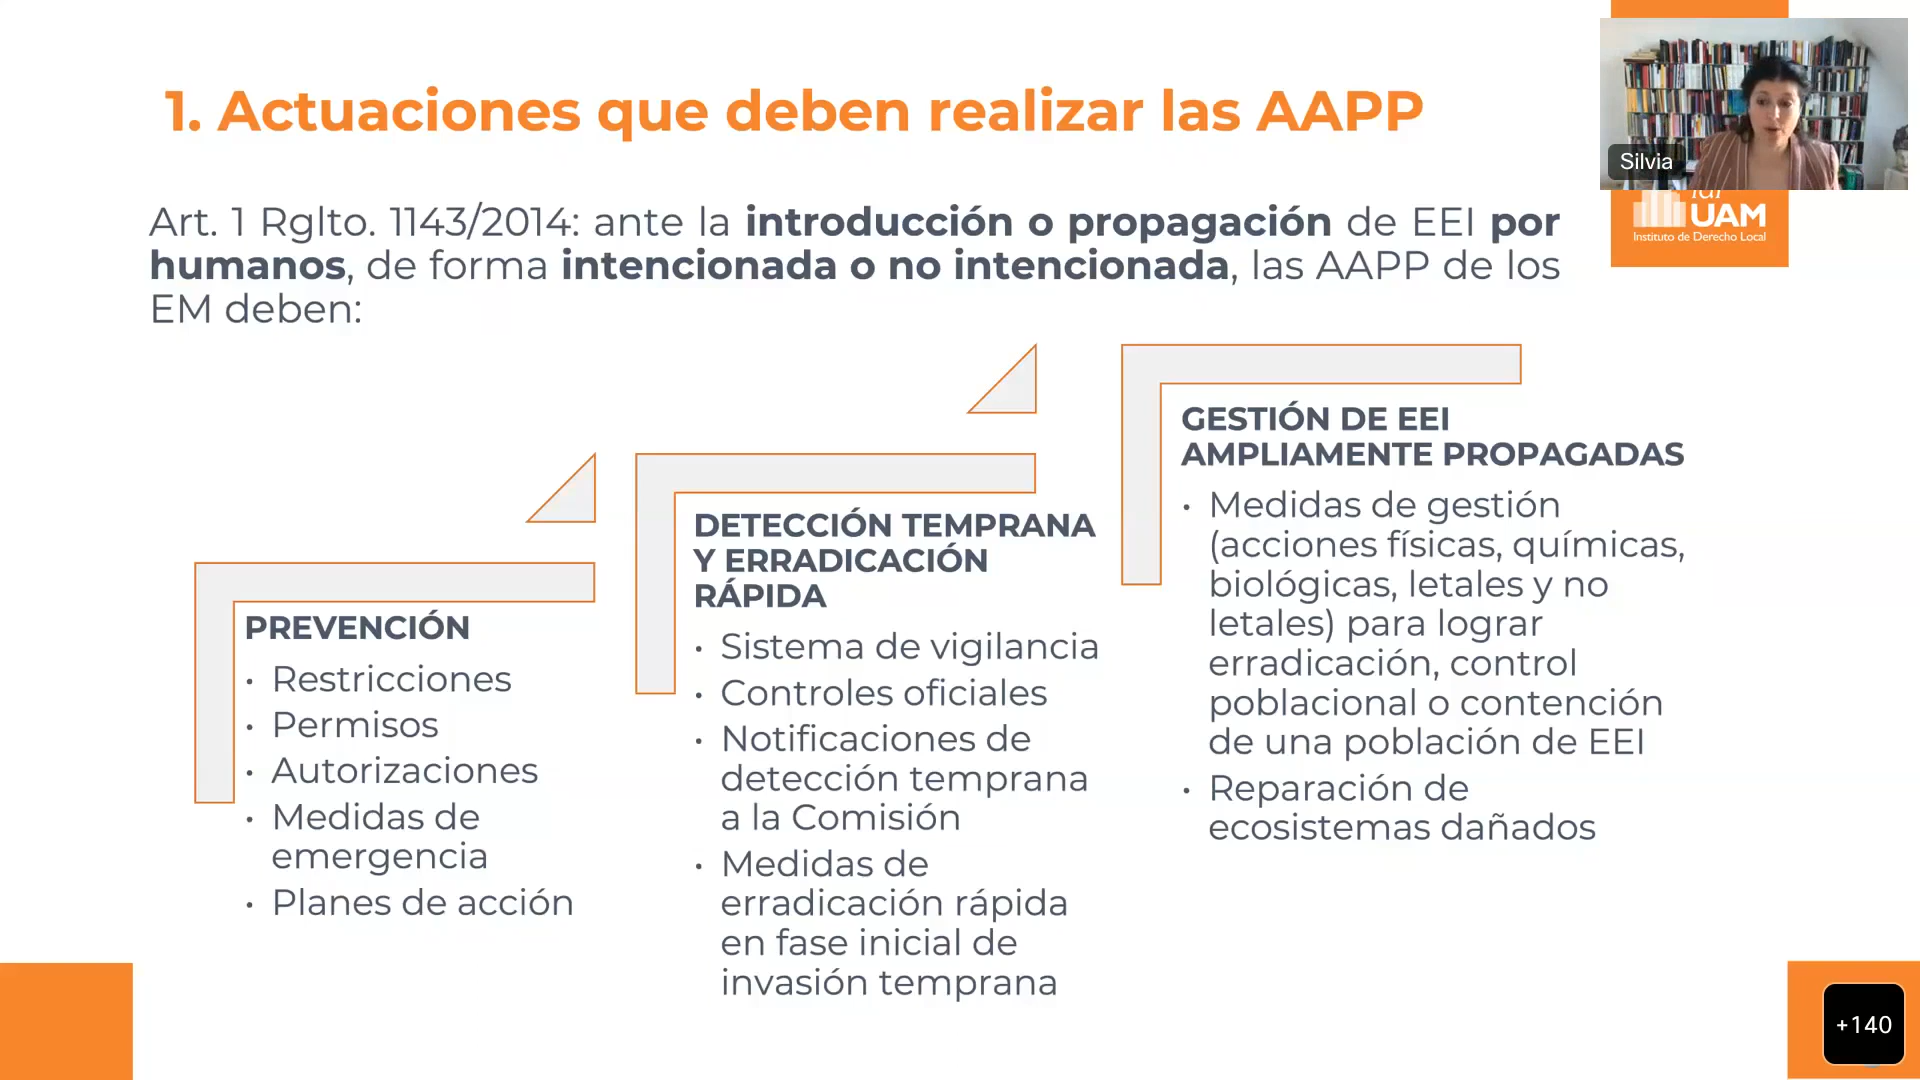 1. Actuaciones que deben realizar las AAPP
Silvia
UAM
Instituto de Derecho Local
Art. 1 Rglto. 1143/2014: ante la introducción o propagación de EEI por
humanos, de forma intencionada o no intencionada, las AAPP de los
EM deben:
PREVENCIÓN
• Restricciones
• Permisos
• Autorizaciones
• Medidas de
emergencia
• Planes de acción
DETECCIÓN TEMPRANA
Y ERRADICACIÓN
RÁPIDA
• Sistema de vigilancia
• Controles oficiales
• Notificaciones de
detección temprana
a la Comisión
• Medidas de
erradicación rápida
en fase inicial de
invasión temprana
GESTIÓN DE EEI
AMPLIAMENTE PROPAGADAS
• Medidas de gestión
(acciones físicas, químicas,
biológicas, letales y no
letales) para lograr
erradicación, control
poblacional o contención
de una población de EEI
• Reparación de
ecosistemas dañados
+140